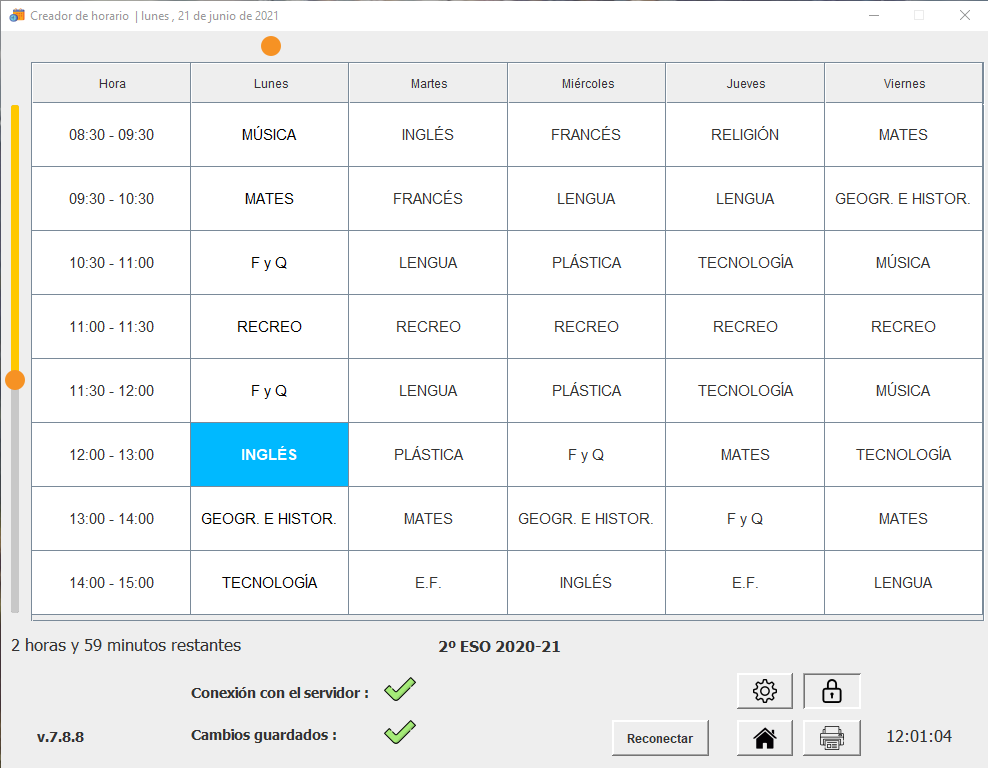 Creador de horario | lunes , 21 de junio de 2021
Hora Lunes Martes Miércoles Jueves Viernes
08:30 - 09:30 MÚSICA INGLÉS FRANCÉS RELIGIÓN MATES
09:30 - 10:30 MATES FRANCÉS LENGUA LENGUA GEOGR. E HISTOR.
10:30 - 11:00 F y Q LENGUA PLÁSTICA TECNOLOGÍA MÚSICA
11:00 - 11:30 RECREO RECREO RECREO RECREO RECREO
11:30 - 12:00 F y Q LENGUA PLÁSTICA TECNOLOGÍA MÚSICA
12:00 - 13:00 INGLÉS PLÁSTICA F y Q MATES TECNOLOGÍA
13:00 - 14:00 GEOGR. E HISTOR. MATES GEOGR. E HISTOR. F y Q MATES
14:00 - 15:00 TECNOLOGÍA E.F. INGLÉS E.F. LENGUA
2 horas y 59 minutos restantes 2º ESO 2020-21
Conexión con el servidor :
v.7.8.8 Cambios guardados : Reconectar 12:01:04